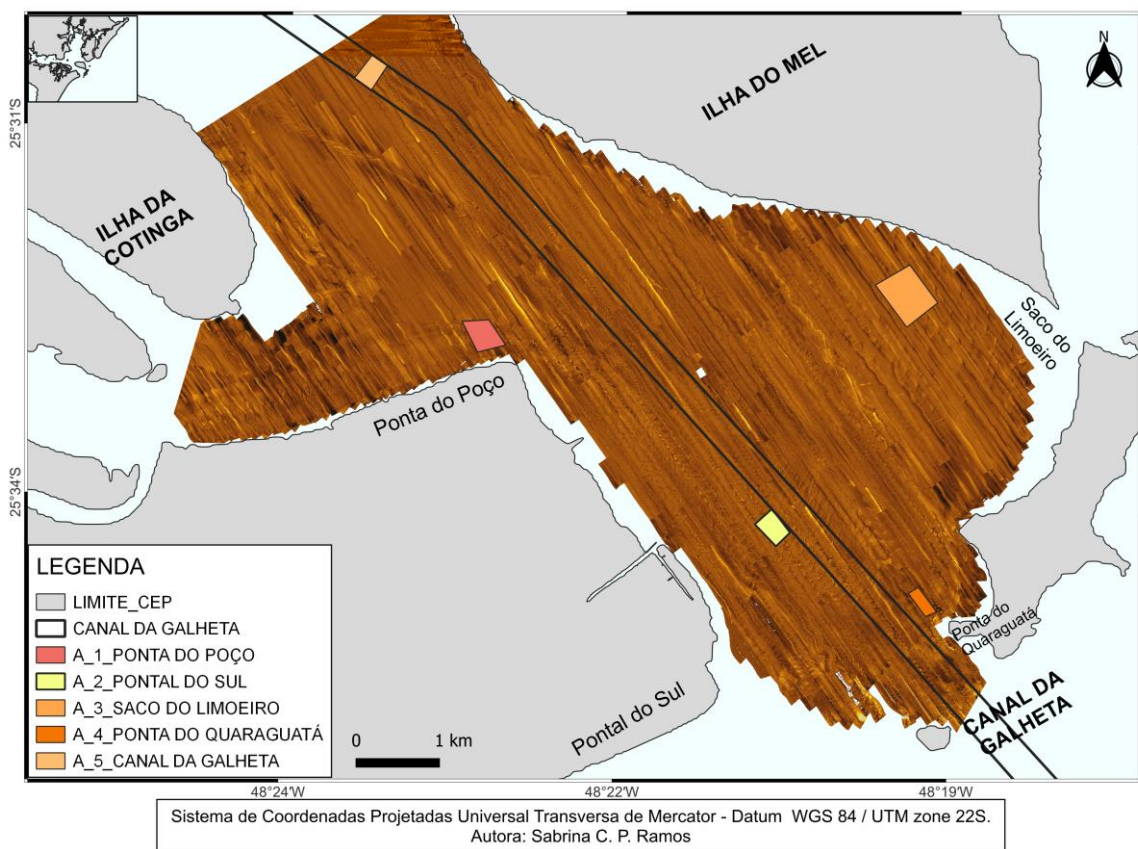 N
ILHA DO MEL
25°31'S
ILHA DA
COTINGA
Saco do
Limoeiro
Ponta do Poço
25°34'S
LEGENDA
LIMITE_CEP
CANAL DA GALHETA
A_1_PONTA DO POÇO
A_2_PONTAL DO SUL
A_3_SACO DO LIMOEIRO
A_4_PONTA DO QUARAGUATÁ
A_5_CANAL DA GALHETA
0 1 km
Pontal do Sul
Ponta do
Quaraguatá
CANAL DA
GALHETA
48°24'W 48°22'W 48°19'W
Sistema de Coordenadas Projetadas Universal Transversa de Mercator - Datum WGS 84 / UTM zone 22S.
Autora: Sabrina C. P. Ramos